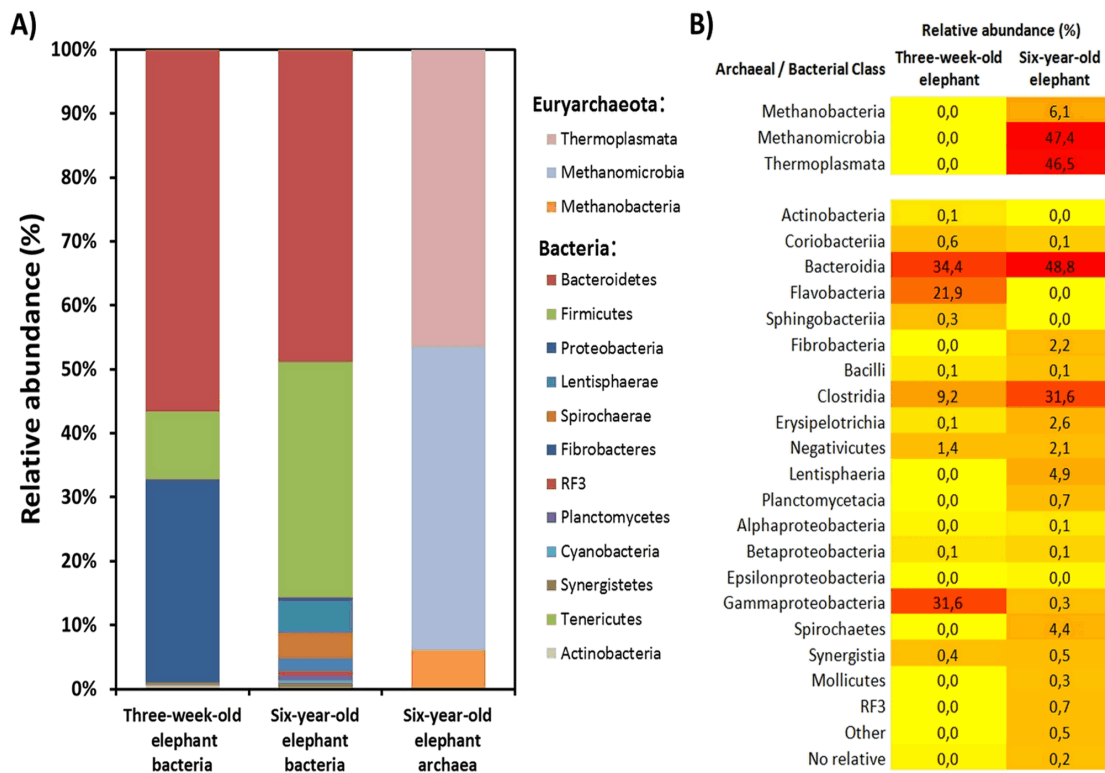 A)
Relative abundance (%)
100%
90%
80%
70%
60%
50%
40%
30%
20%
10%
0%
Three-week-old
elephant
bacteria
Six-year-old
elephant
bacteria
Six-year-old
elephant
archaea
Euryarchaeota:
Thermoplasmata
Methanomicrobia
Methanobacteria
Bacteria:
Bacteroidetes
Firmicutes
Proteobacteria
Lentisphaerae
Spirochaerae
Fibrobacteres
RF3
Planctomycetes
Cyanobacteria
Synergistetes
Tenericutes
Actinobacteria
B)
Relative abundance (%)
Archaeal / Bacterial Class
Three-week-old
elephant
Six-year-old
elephant
Methanobacteria 0,0 6,1
Methanomicrobia 0,0 47,4
Thermoplasmata 0,0 46,5
Actinobacteria 0,1 0,0
Coriobacteriia 0,6 0,1
Bacteroidia 34,4 48,8
Flavobacteria 21,9 0,0
Sphingobacteriia 0,3 0,0
Fibrobacteria 0,0 2,2
Bacilli 0,1 0,1
Clostridia 9,2 31,6
Erysipelotrichia 0,1 2,6
Negativicutes 1,4 2,1
Lentisphaeria 0,0 4,9
Planctomycetacia 0,0 0,7
Alphaproteobacteria 0,0 0,1
Betaproteobacteria 0,1 0,1
Epsilonproteobacteria 0,0 0,0
Gammaproteobacteria 31,6 0,3
Spirochaetes 0,0 4,4
Synergistia 0,4 0,5
Mollicutes 0,0 0,3
RF3 0,0 0,7
Other 0,0 0,5
No relative 0,0 0,2